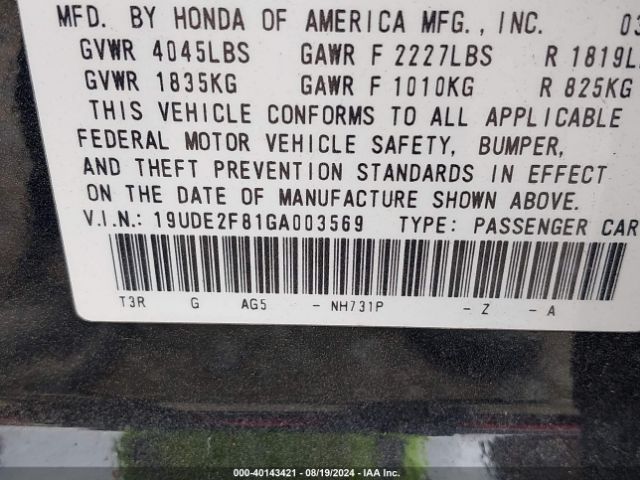 MFD. BY HONDA OF AMERICA MFG., INC. 03
GVWR 4045LBS GAWR F 2227LBS R 1819L
GVWR 1835KG GAWR F 1010KG R 825KG
THIS VEHICLE CONFORMS TO ALL APPLICABLE
FEDERAL MOTOR VEHICLE SAFETY, BUMPER,
AND THEFT PREVENTION STANDARDS IN EFFECT
ON THE DATE OF MANUFACTURE SHOWN ABOVE.
V.I.N.: 19UDE2F81GA003569 TYPE: PASSENGER CAR
T3R G AG5 - NH731P - Z - A
000-40143421 - 08/19/2024 - IAA Inc.